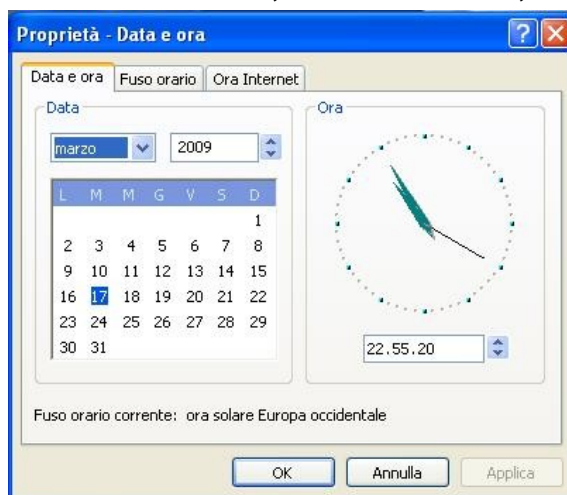 Proprietà - Data e ora
Data e ora Fuso orario Ora Internet
Data
marzo 2009
L M M G V S D
1
2 3 4 5 6 7 8
9 10 11 12 13 14 15
16 17 18 19 20 21 22
23 24 25 26 27 28 29
30 31
Ora
22.55.20
Fuso orario corrente: ora solare Europa occidentale
OK Annulla Applica